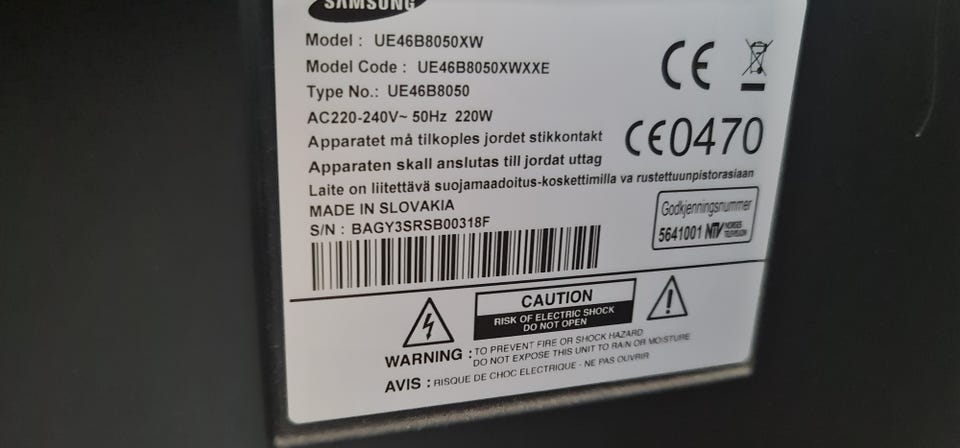 SAMSUNG
Model : UE46B8050XW
Model Code : UE46B8050XWXXE
Type No.: UE46B8050
AC220-240V~ 50Hz 220W
Apparatet må tilkoples jordet stikkontakt
Apparaten skall anslutas till jordat uttag
Laite on liitettävä suojamaadoitus-koskettimilla va rustettuunpistorasiaan
MADE IN SLOVAKIA
S/N : BAGY3SRSB00318F
CE
CE0470
Godkjenningsnummer
5641001 NTV NORGES TELEVISJON
CAUTION
RISK OF ELECTRIC SHOCK
DO NOT OPEN
WARNING : TO PREVENT FIRE OR SHOCK HAZARD
DO NOT EXPOSE THIS UNIT TO RAIN OR MOISTURE
AVIS : RISQUE DE CHOC ELECTRIQUE - NE PAS OUVRIR